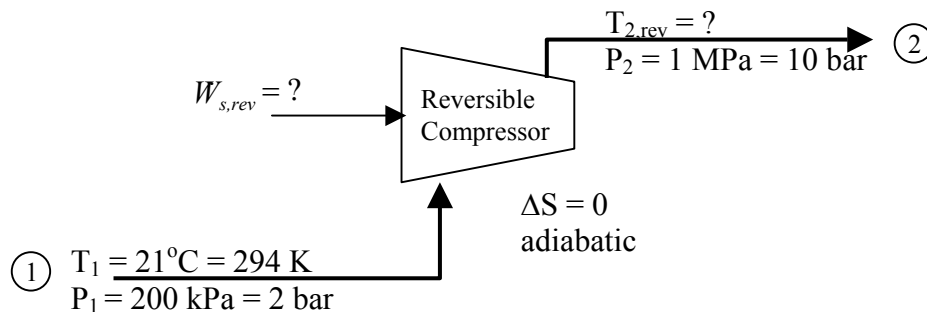 T₂,rev = ?
P₂ = 1 MPa = 10 bar
2
Ẇs,rev = ?
Reversible
Compressor
ΔS = 0
adiabatic
1
T₁ = 21°C = 294 K
P₁ = 200 kPa = 2 bar